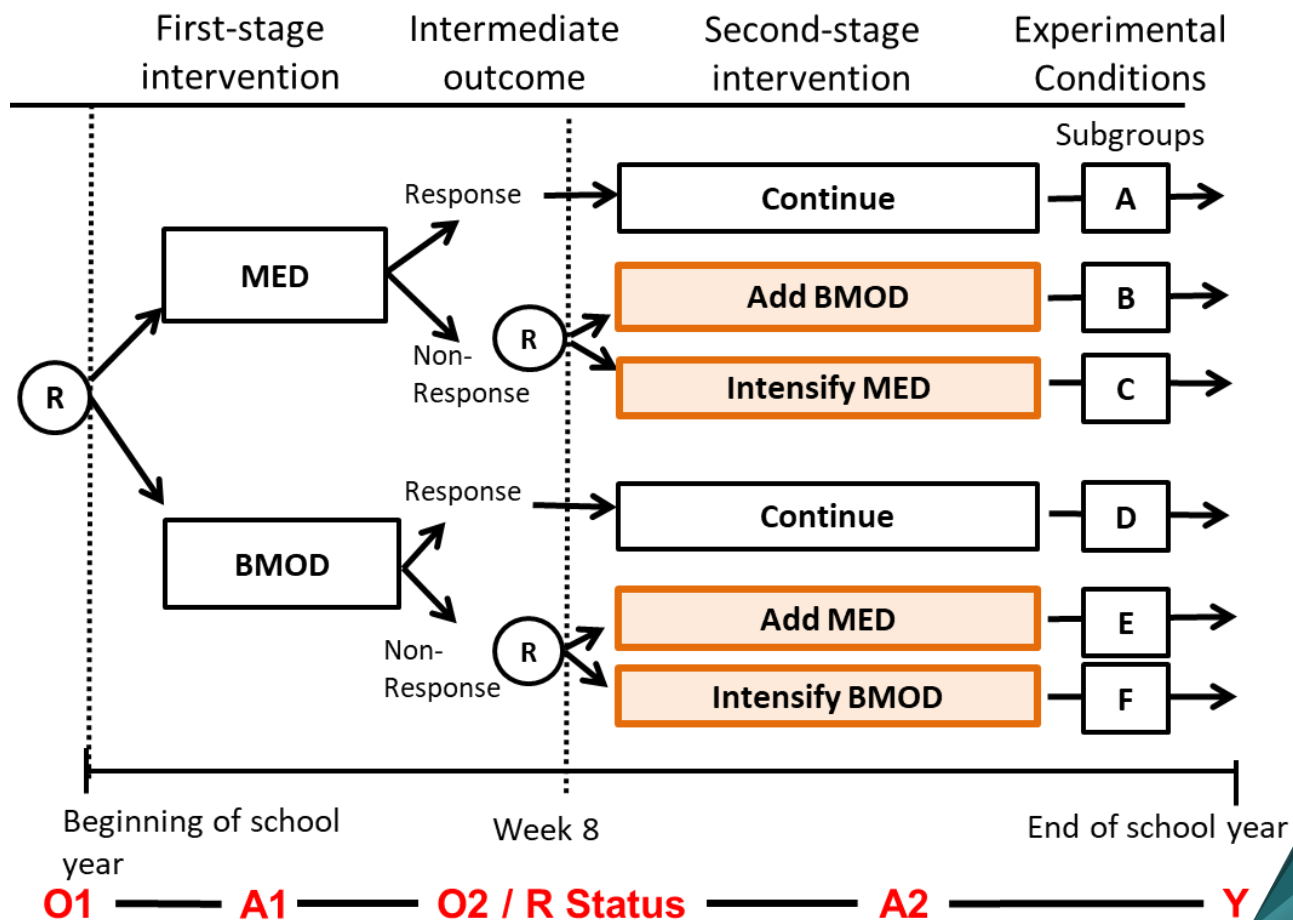 First-stage
intervention
Intermediate
outcome
Second-stage
intervention
Experimental
Conditions
Subgroups
Response
Continue
A
MED
Add BMOD
B
R
Non-
Response
Intensify MED
C
R
Response
Continue
D
BMOD
Add MED
E
R
Non-
Response
Intensify BMOD
F
Beginning of school
year
Week 8
End of school year
O1
A1
O2 / R Status
A2
Y